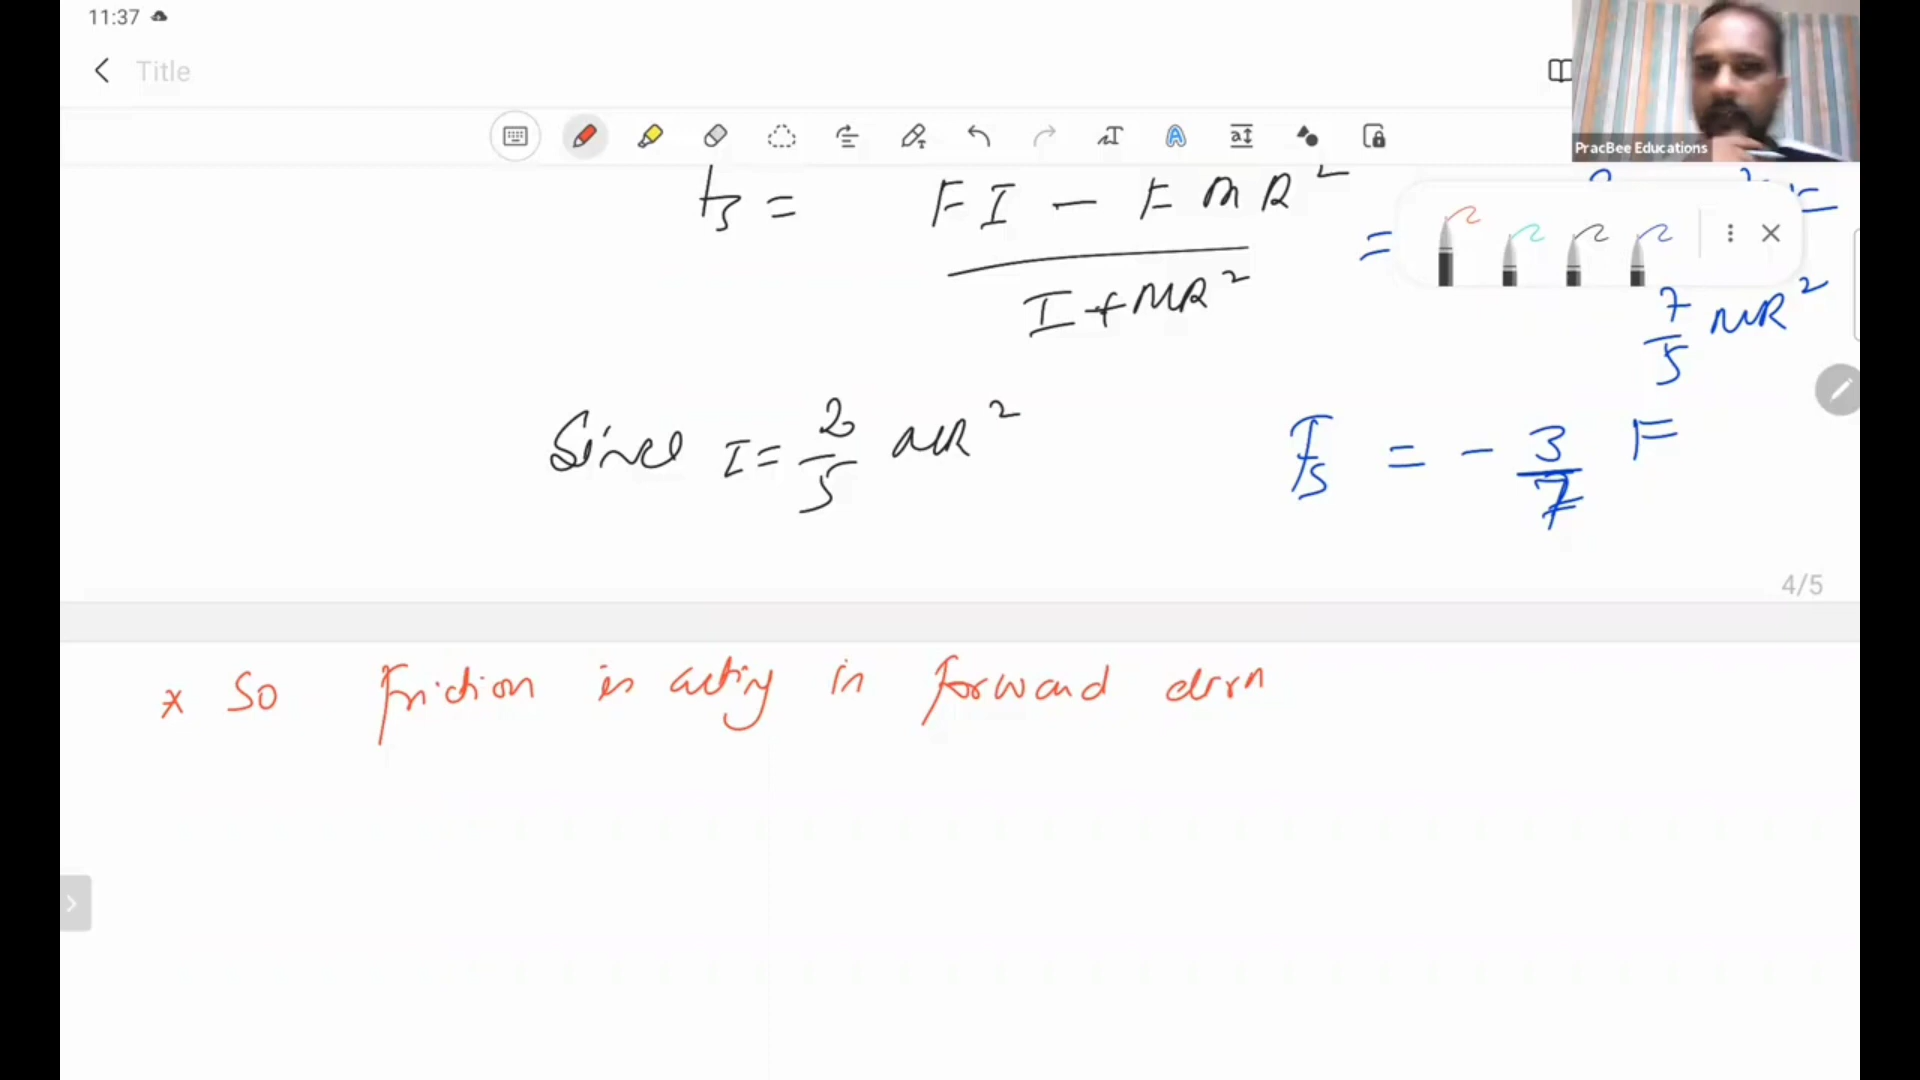 11:37
Title
PracBee Educations
fs = FI - FMR² / I + MR² =
7/5 MR²
Since I = 2/5 MR²
fs = - 3/7 F
4/5
* So friction is acting in forward dirn